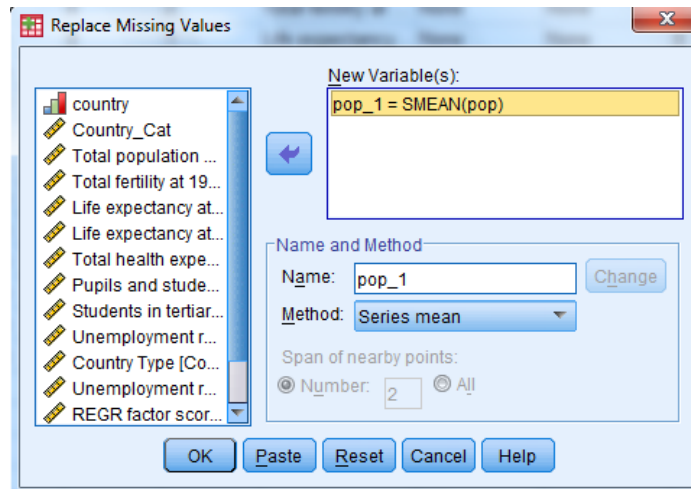 Replace Missing Values
New Variable(s):
pop_1 = SMEAN(pop)
country
Country_Cat
Total population ...
Total fertility at 19...
Life expectancy at...
Life expectancy at...
Total health expe...
Pupils and stude...
Students in tertiar...
Unemployment r...
Country Type [Co...
Unemployment r...
REGR factor scor...
Name and Method
Name: pop_1 Change
Method: Series mean
Span of nearby points:
Number: 2 All
OK Paste Reset Cancel Help